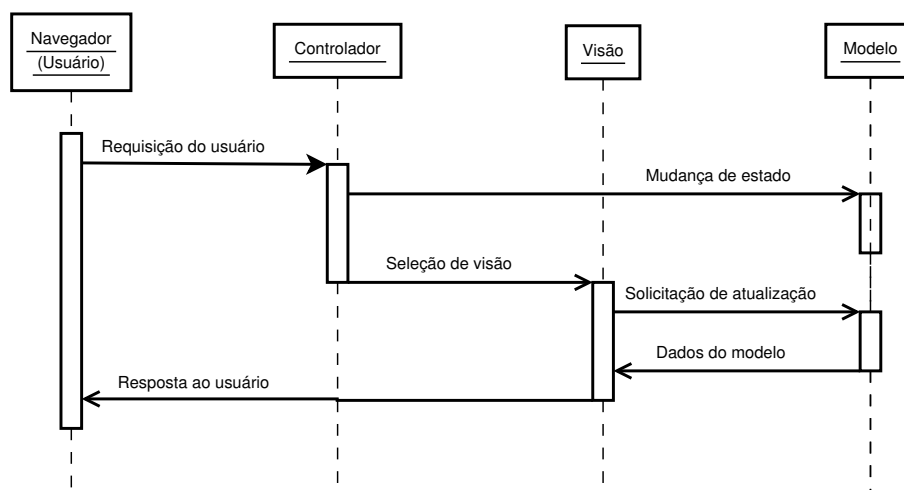 Navegador
(Usuário)
Controlador
Visão
Modelo
Requisição do usuário
Mudança de estado
Seleção de visão
Solicitação de atualização
Dados do modelo
Resposta ao usuário